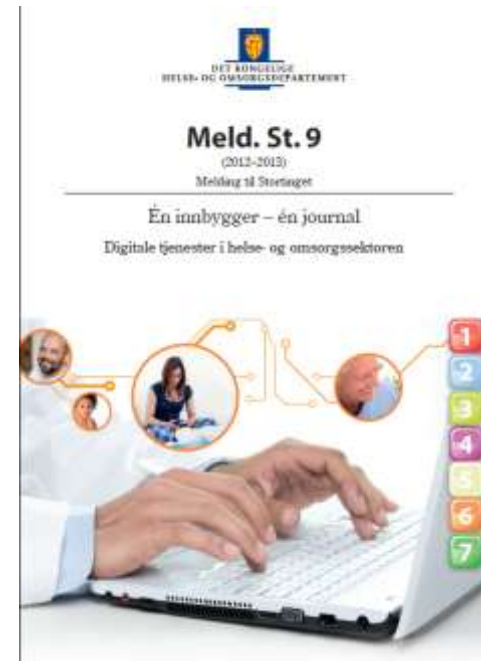 DET KONGELIGE
HELSE- OG OMSORGSDEPARTEMENT
Meld. St. 9
(2012–2013)
Melding til Stortinget
Én innbygger – én journal
Digitale tjenester i helse- og omsorgssektoren
1
2
3
4
5
6
7